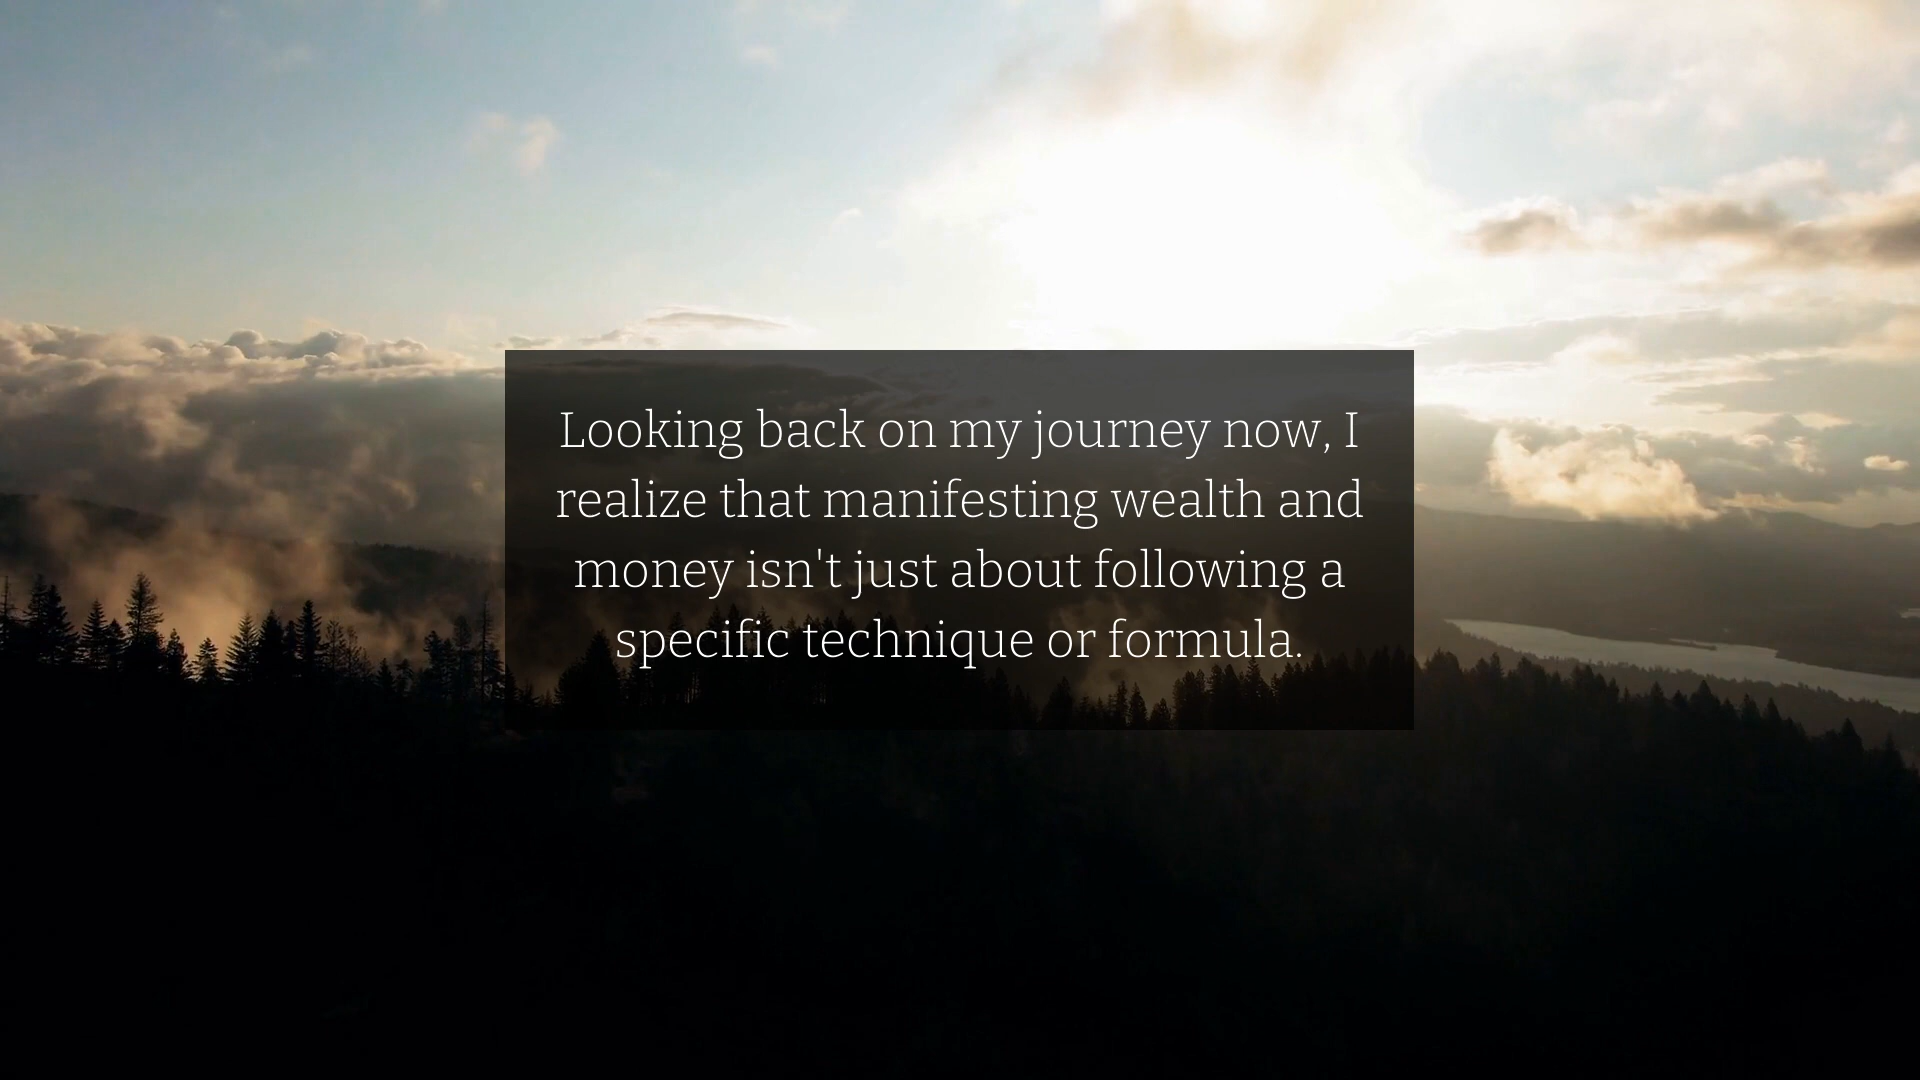 Looking back on my journey now, I
realize that manifesting wealth and
money isn't just about following a
specific technique or formula.